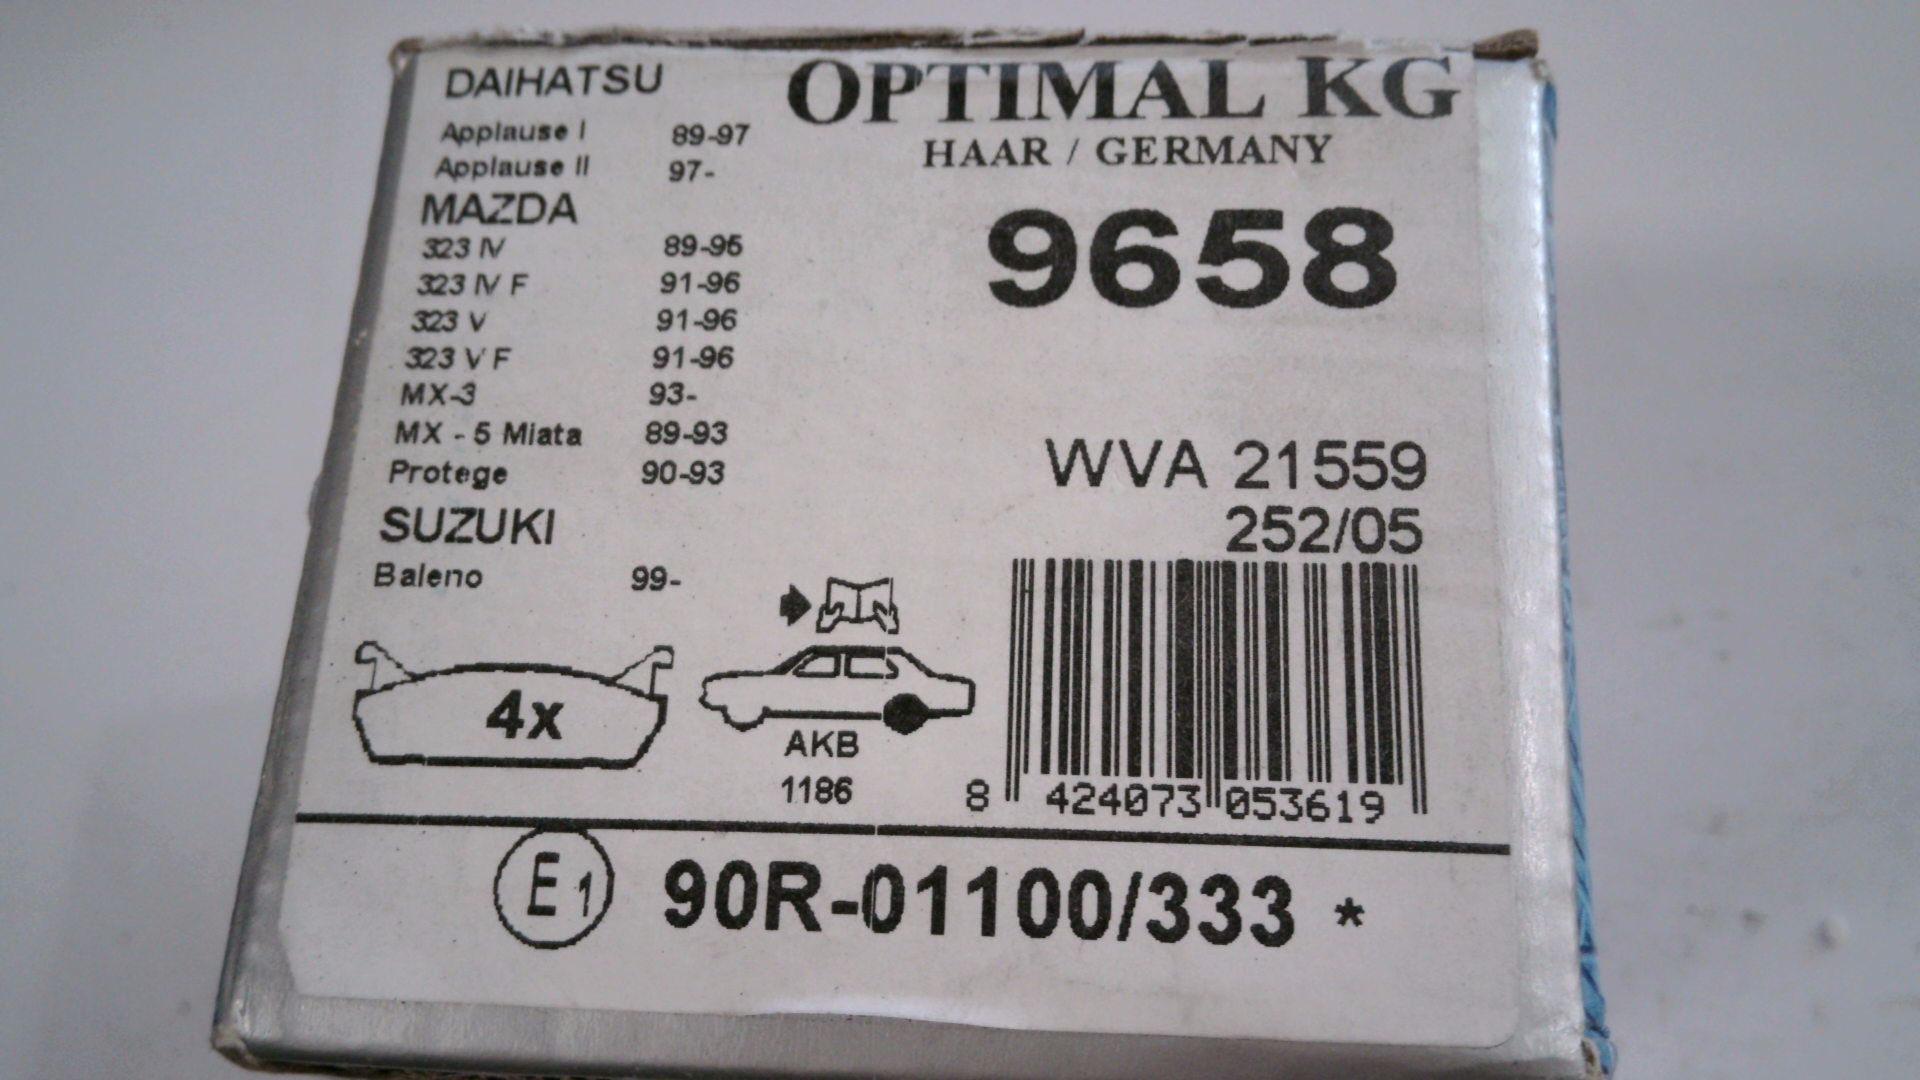 DAIHATSU
Applause I 89-97
Applause II 97-
MAZDA
323 IV 89-95
323 IV F 91-96
323 V 91-96
323 V F 91-96
MX-3 93-
MX - 5 Miata 89-93
Protege 90-93
SUZUKI
Baleno 99-
OPTIMAL KG
HAAR / GERMANY
9658
WVA 21559
252/05
4x
AKB
1186
8 424073 053619
E1 90R-01100/333 *